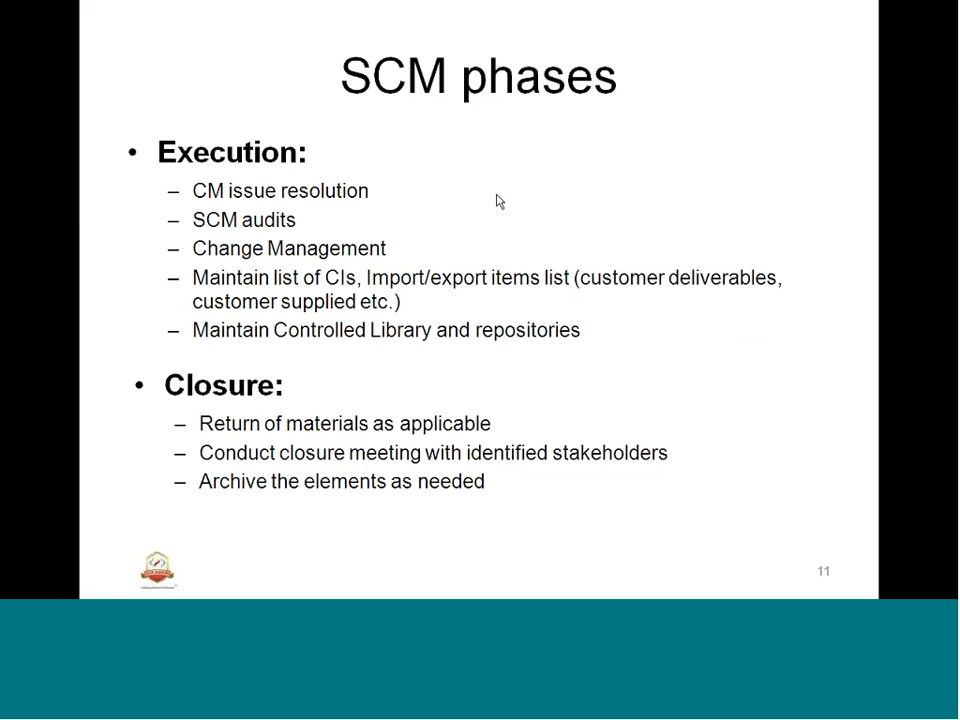 SCM phases
• Execution:
– CM issue resolution
– SCM audits
– Change Management
– Maintain list of CIs, Import/export items list (customer deliverables,
customer supplied etc.)
– Maintain Controlled Library and repositories
• Closure:
– Return of materials as applicable
– Conduct closure meeting with identified stakeholders
– Archive the elements as needed
11